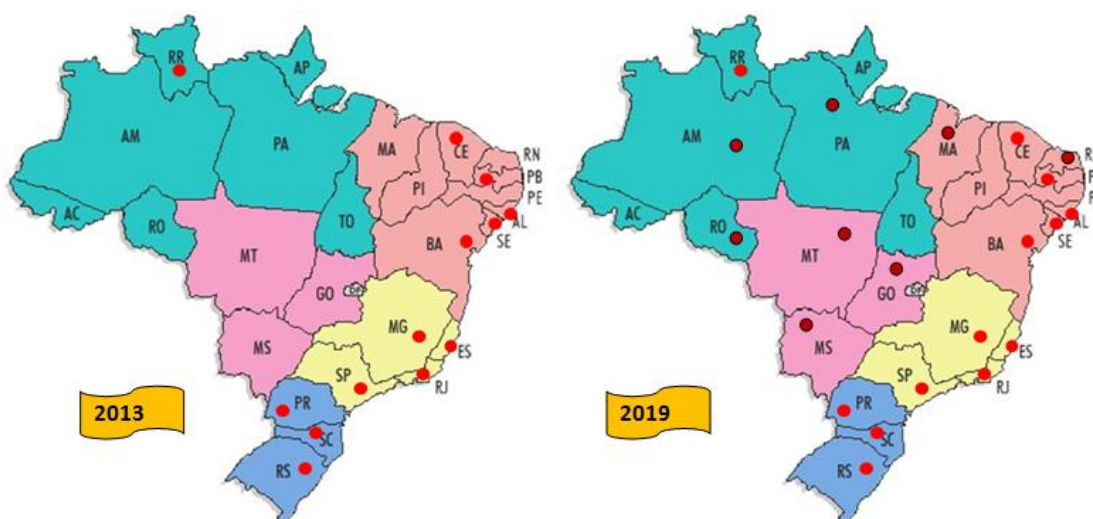 RR
AP
AM
PA
MA
CE
RN
PB
PI
PE
AC
TO
AL
RO
SE
BA
MT
GO
DF
MG
MS
ES
SP
RJ
2013
PR
SC
RS
RR
AP
AM
PA
MA
CE
R
P
PI
P
AC
TO
AL
RO
SE
BA
MT
GO
DF
MG
MS
ES
SP
RJ
2019
PR
SC
RS